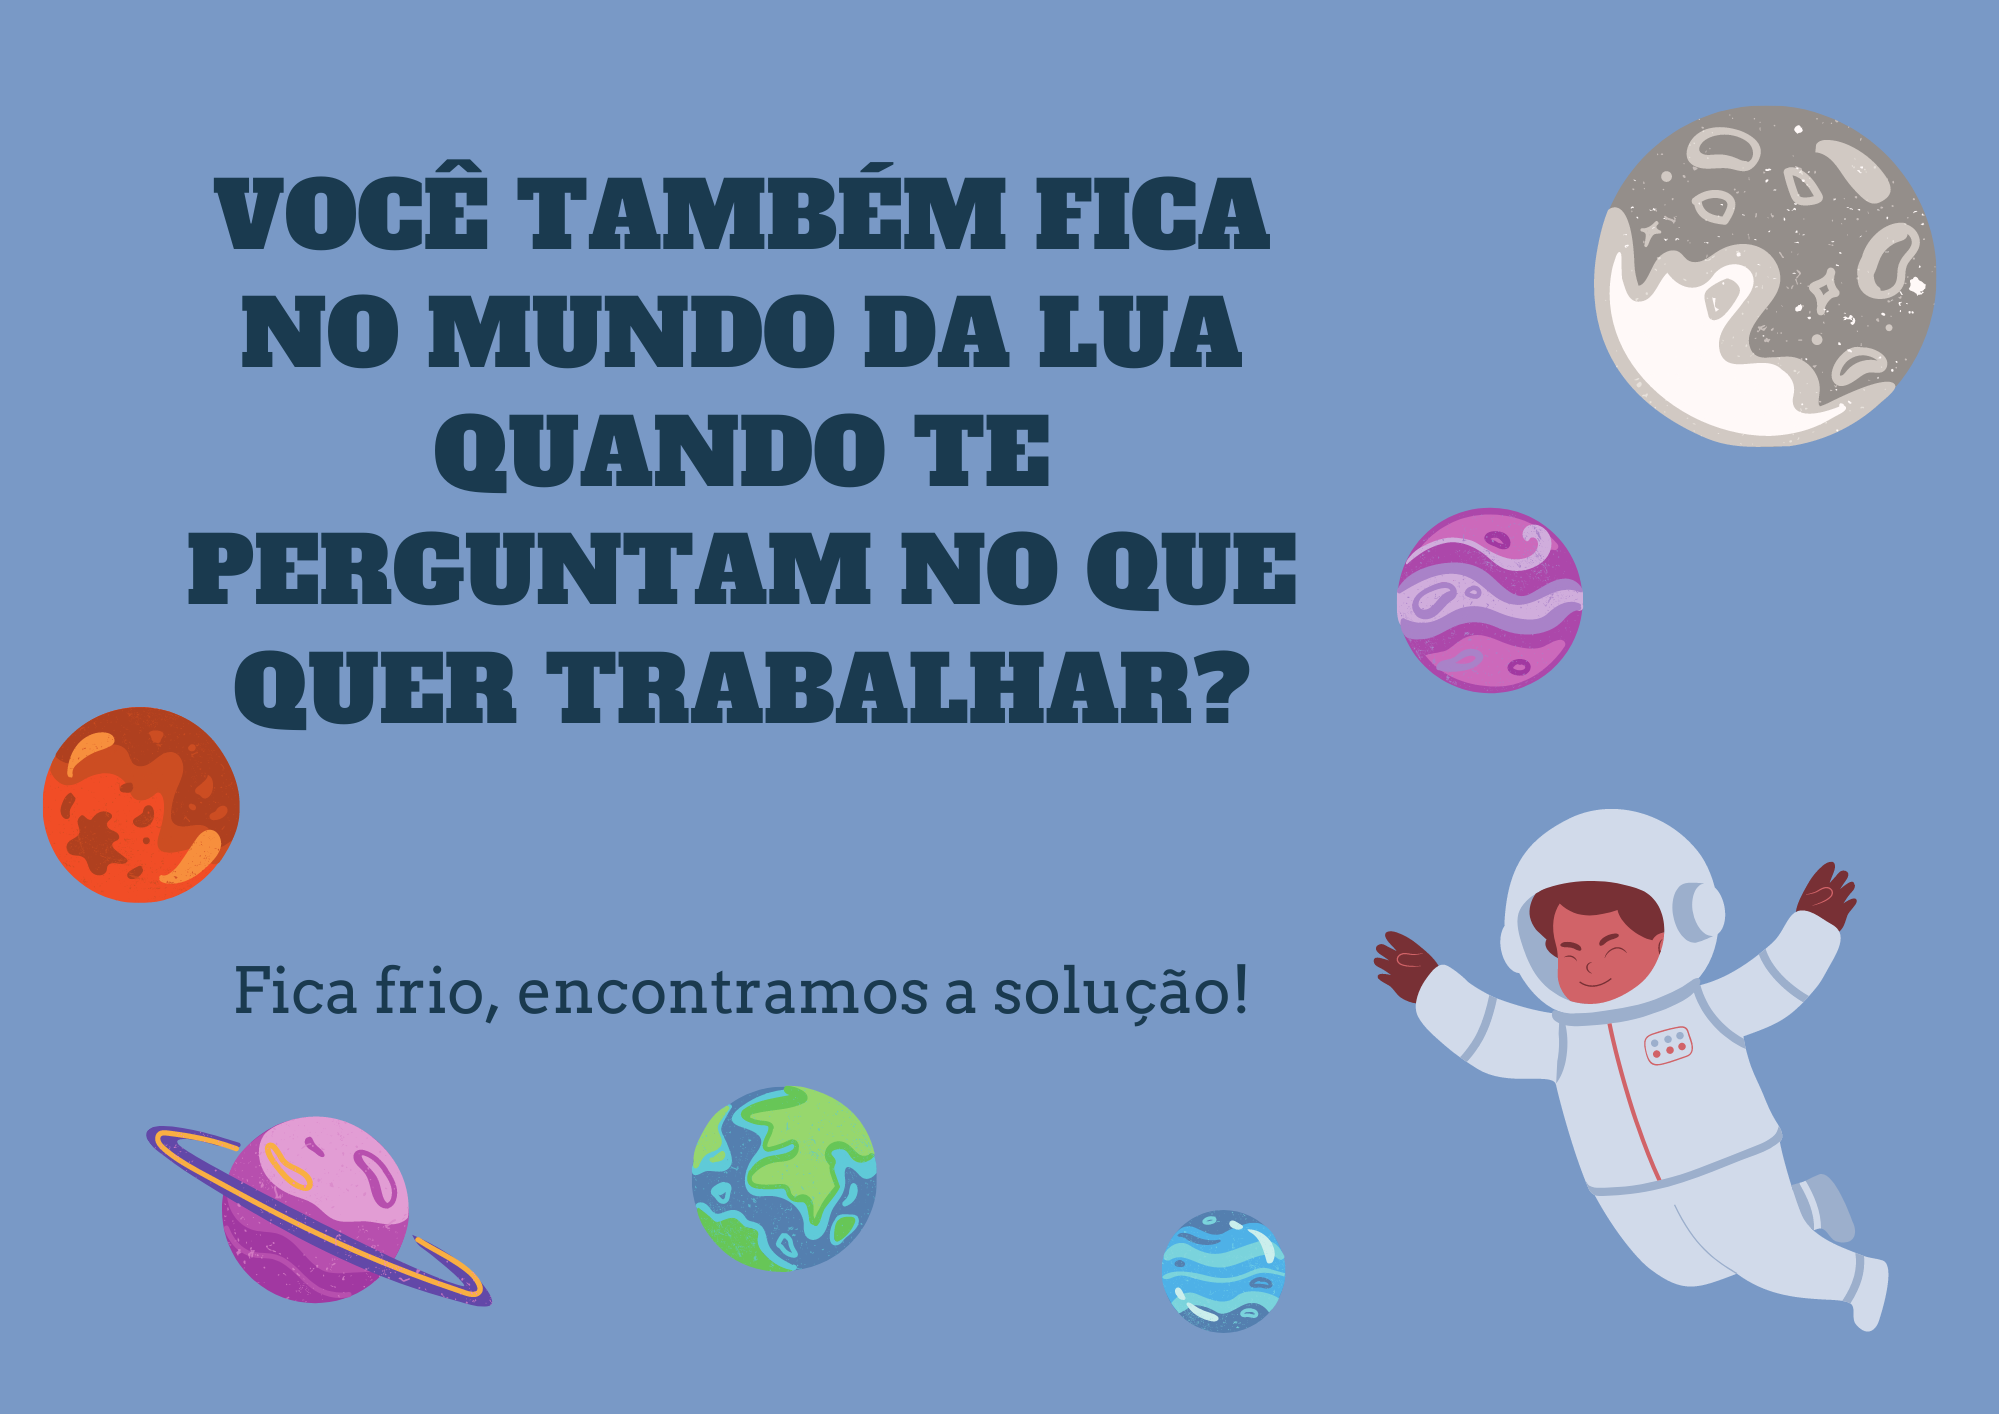 VOCÊ TAMBÉM FICA
NO MUNDO DA LUA
QUANDO TE
PERGUNTAM NO QUE
QUER TRABALHAR?
Fica frio, encontramos a solução!